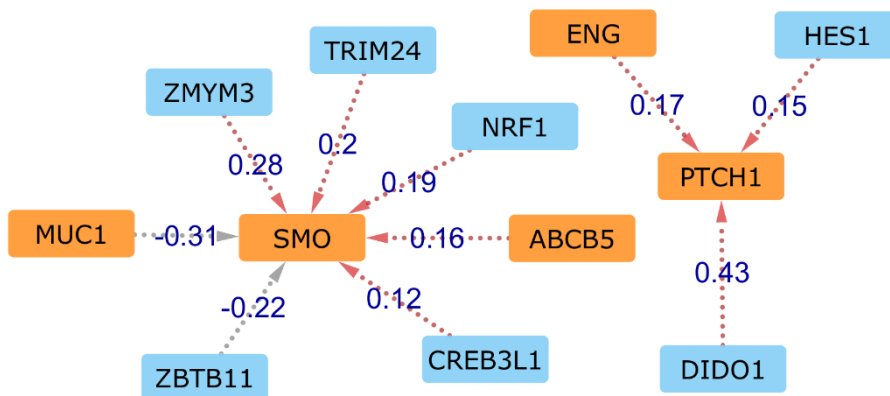 ENG
HES1
TRIM24
ZMYM3
0.17
0.15
NRF1
0.2
0.28
0.19
PTCH1
MUC1
-0.31
SMO
0.16
ABCB5
0.43
0.12
-0.22
CREB3L1
DIDO1
ZBTB11